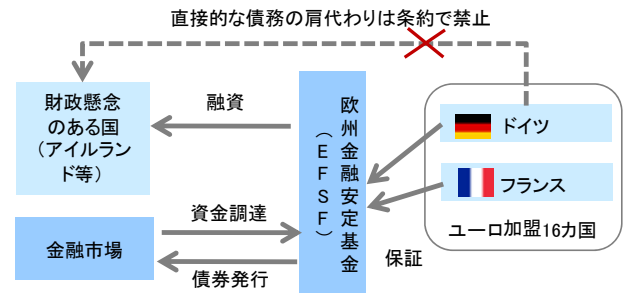 直接的な債務の肩代わりは条約で禁止
財政懸念
のある国
（アイルラン
ド等）
融資
欧州金融安定基金
（EFSF）
ドイツ
フランス
ユーロ加盟16カ国
資金調達
金融市場
債券発行
保証